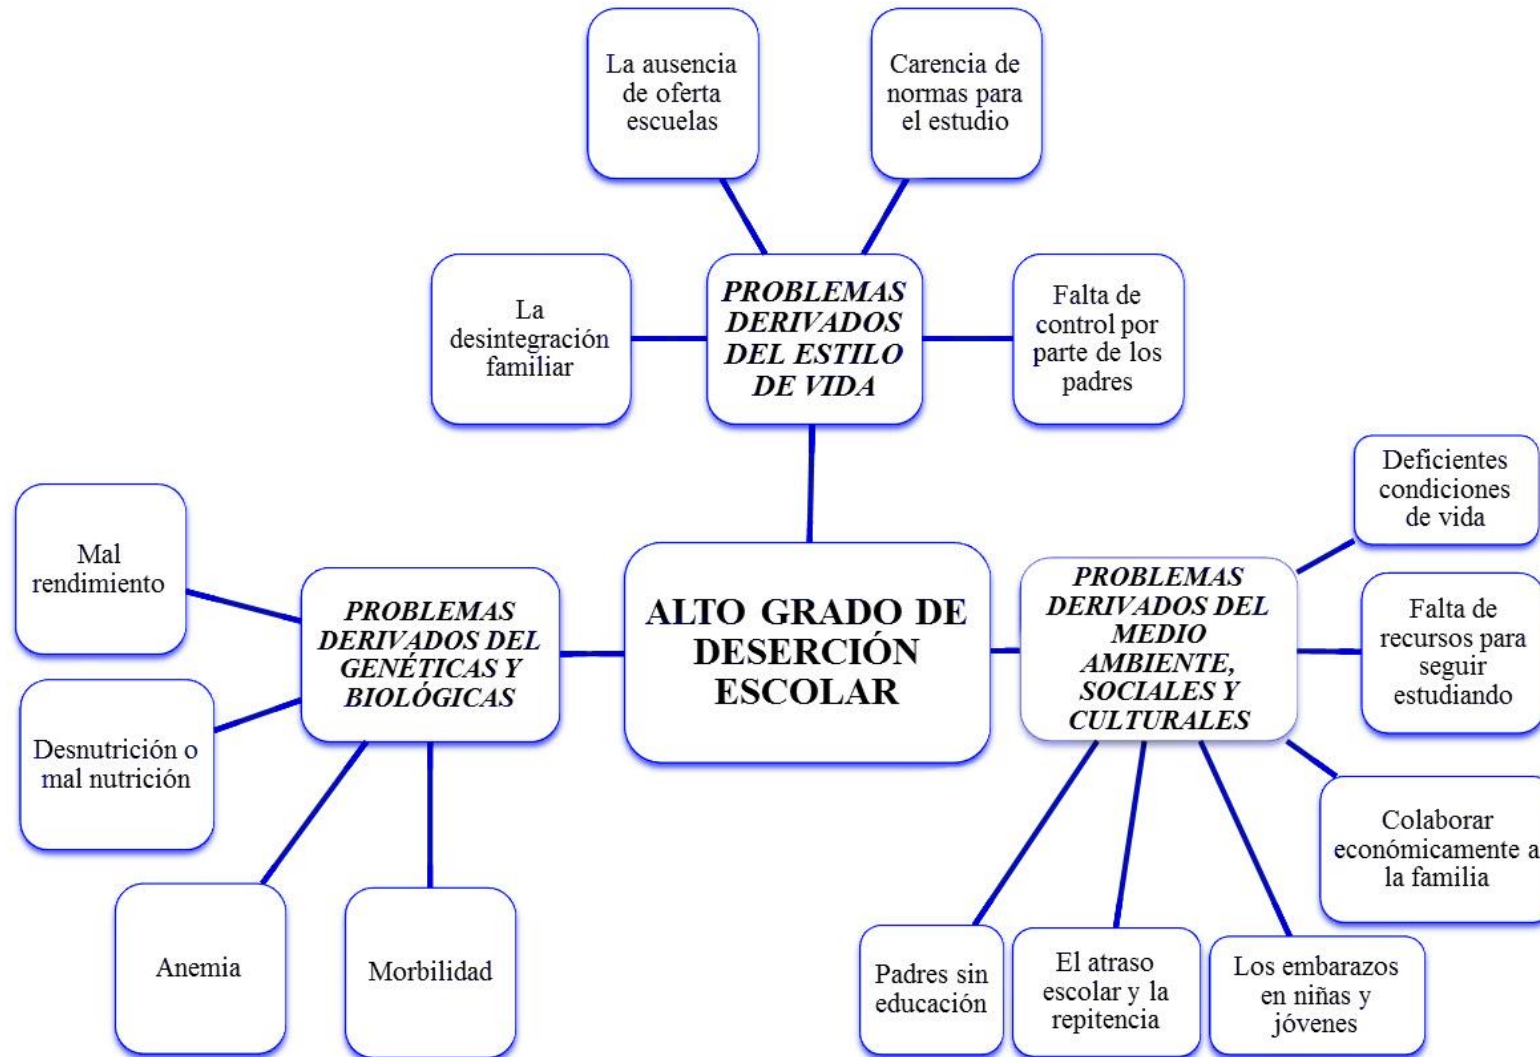 La ausencia
de oferta
escuelas
Carencia de
normas para
el estudio
La
desintegración
familiar
PROBLEMAS
DERIVADOS
DEL ESTILO
DE VIDA
Falta de
control por
parte de los
padres
Mal
rendimiento
PROBLEMAS
DERIVADOS DEL
GENÉTICAS Y
BIOLÓGICAS
Desnutrición o
mal nutrición
Anemia
Morbilidad
ALTO GRADO DE
DESERCIÓN
ESCOLAR
PROBLEMAS
DERIVADOS DEL
MEDIO
AMBIENTE,
SOCIALES Y
CULTURALES
Deficientes
condiciones
de vida
Falta de
recursos para
seguir
estudiando
Colaborar
económicamente a
la familia
Padres sin
educación
El atraso
escolar y la
repitencia
Los embarazos
en niñas y
jóvenes